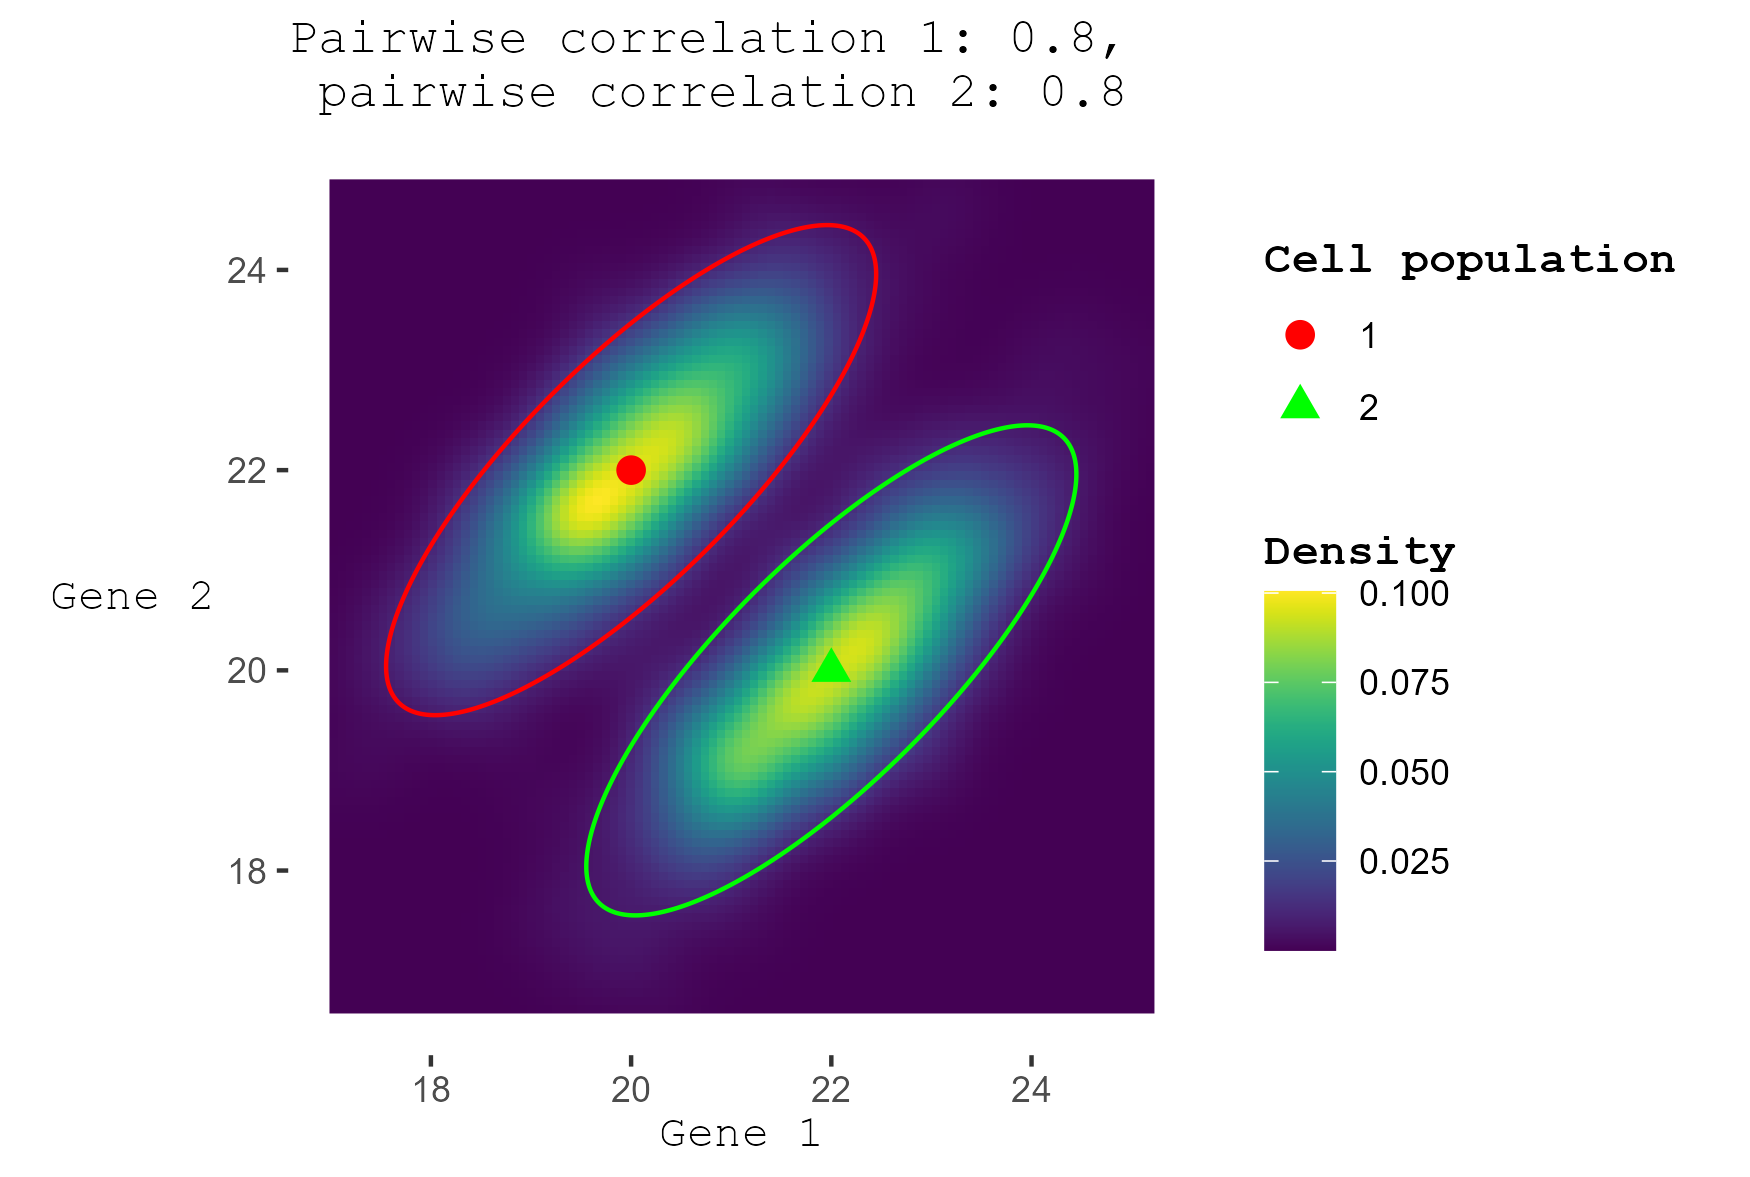 Pairwise correlation 1: 0.8,
pairwise correlation 2: 0.8
24
22
20
18
Gene 2
18 20 22 24
Gene 1
Cell population
1
2
Density
0.100
0.075
0.050
0.025